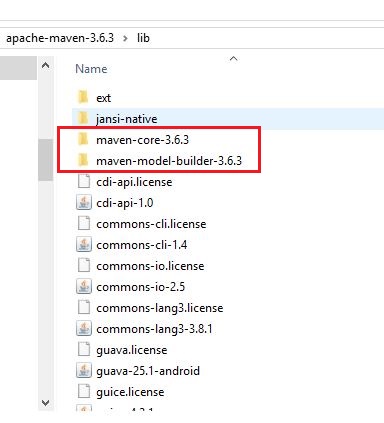 apache-maven-3.6.3 › lib
Name
ext
jansi-native
maven-core-3.6.3
maven-model-builder-3.6.3
cdi-api.license
cdi-api-1.0
commons-cli.license
commons-cli-1.4
commons-io.license
commons-io-2.5
commons-lang3.license
commons-lang3-3.8.1
guava.license
guava-25.1-android
guice.license